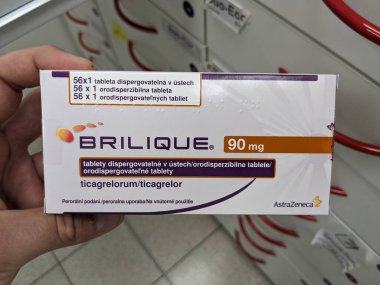 56x1 tableta dispergovatelná v ústech
56 x 1 orodisperzibilna tableta
56 x 1 orodispergovateľných tabliet
BRILIQUE® 90 mg
tablety dispergovatelné v ústech/orodisperzibilne tablete/
orodispergovateľné tablety
ticagrelorum/ticagrelor
Perorální podání/peroralna uporaba/Na vnútorné použitie
AstraZeneca